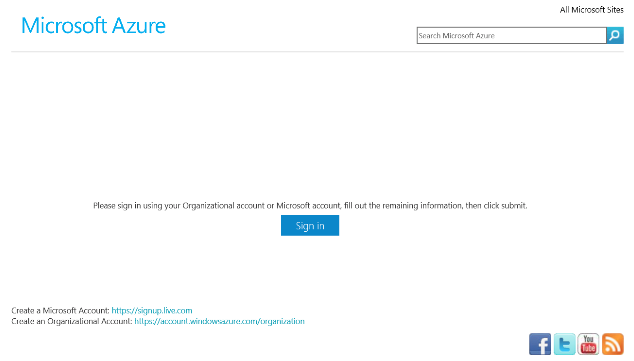 All Microsoft Sites
Microsoft Azure
Search Microsoft Azure
Please sign in using your Organizational account or Microsoft account, fill out the remaining information, then click submit.
Sign in
Create a Microsoft Account: https://signup.live.com
Create an Organizational Account: https://account.windowsazure.com/organization
f t You Tube